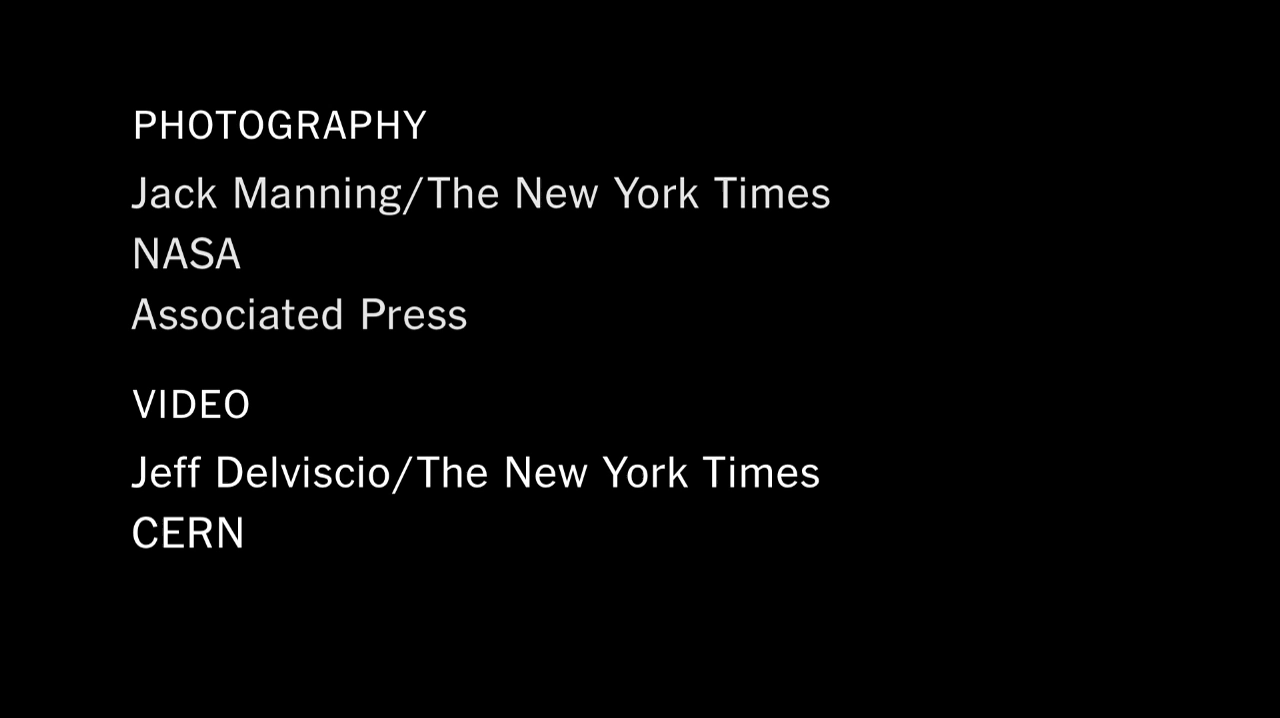 PHOTOGRAPHY
Jack Manning/The New York Times
NASA
Associated Press
VIDEO
Jeff Delviscio/The New York Times
CERN